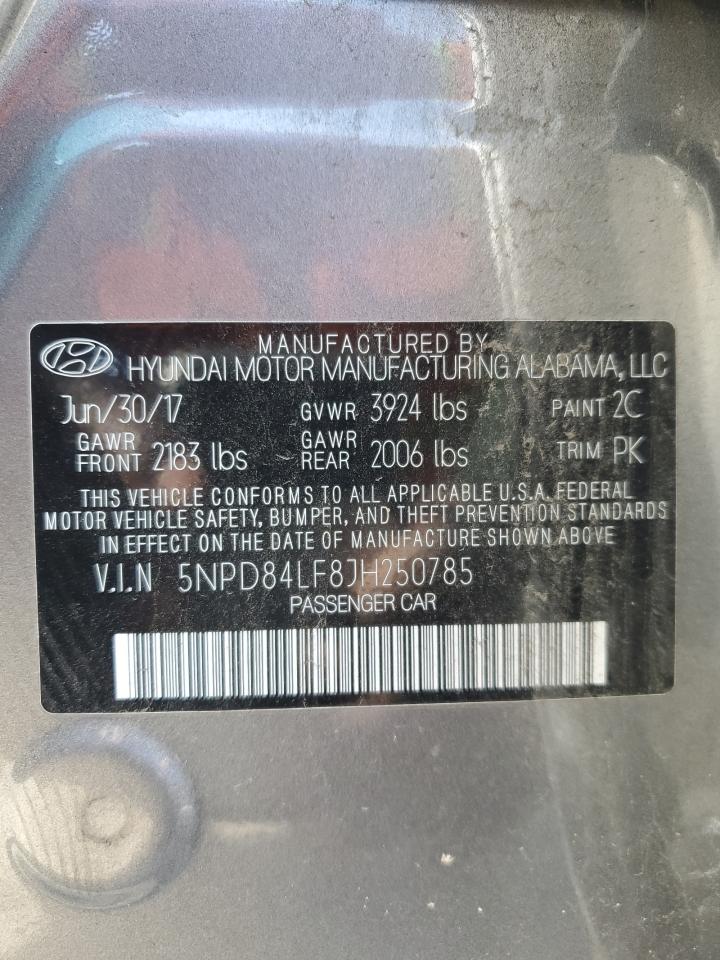 MANUFACTURED BY
HYUNDAI MOTOR MANUFACTURING ALABAMA, LLC
Jun/30/17 GVWR 3924 lbs PAINT 2C
GAWR FRONT 2183 lbs GAWR REAR 2006 lbs TRIM PK
THIS VEHICLE CONFORMS TO ALL APPLICABLE U.S.A. FEDERAL
MOTOR VEHICLE SAFETY, BUMPER, AND THEFT PREVENTION STANDARDS
IN EFFECT ON THE DATE OF MANUFACTURE SHOWN ABOVE
V.I.N 5NPD84LF8JH250785
PASSENGER CAR